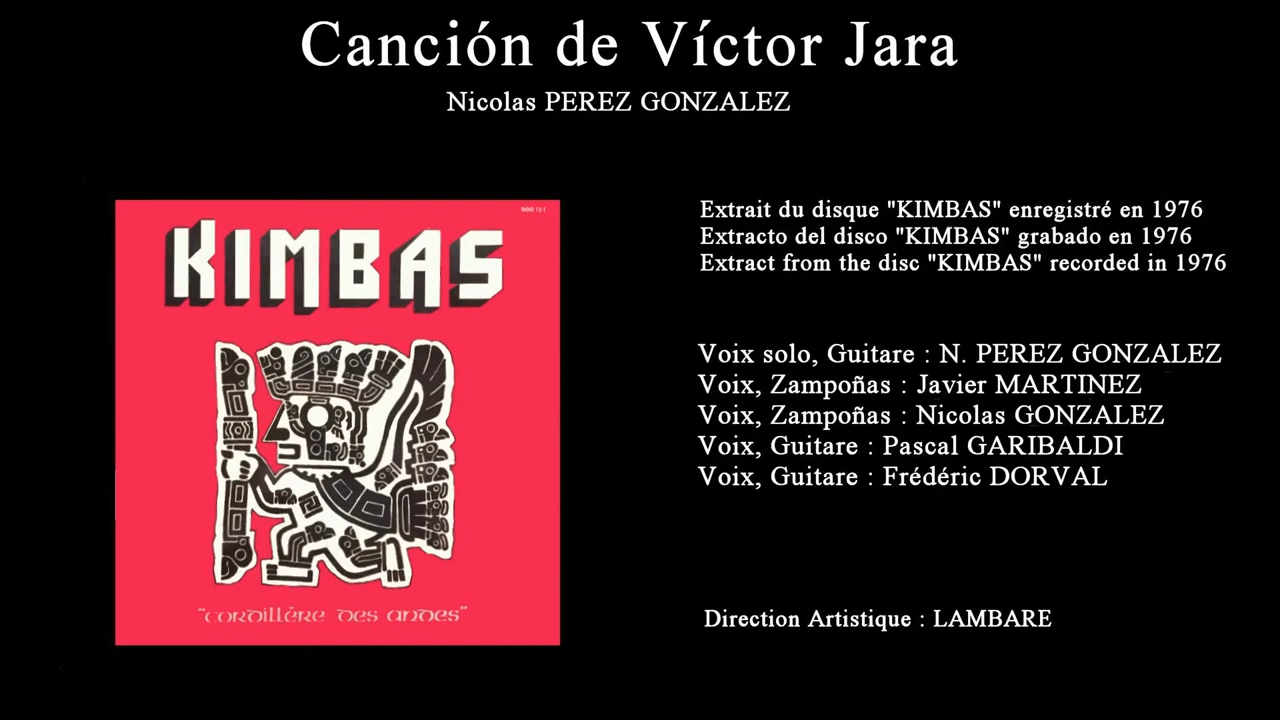 Canción de Víctor Jara
Nicolas PEREZ GONZALEZ
KIMBAS
"cordillère des andes"
Extrait du disque "KIMBAS" enregistré en 1976
Extracto del disco "KIMBAS" grabado en 1976
Extract from the disc "KIMBAS" recorded in 1976
Voix solo, Guitare : N. PEREZ GONZALEZ
Voix, Zampoñas : Javier MARTINEZ
Voix, Zampoñas : Nicolas GONZALEZ
Voix, Guitare : Pascal GARIBALDI
Voix, Guitare : Frédéric DORVAL
Direction Artistique : LAMBARE